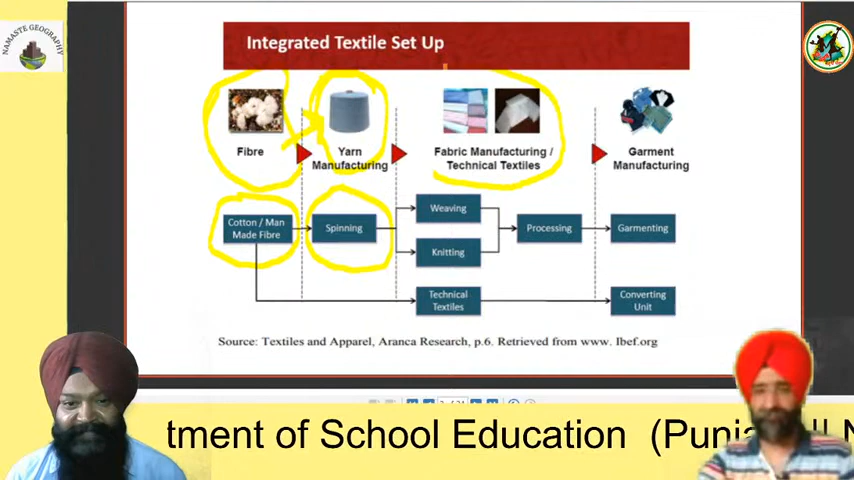 NAMASTE GEOGRAPHY
Integrated Textile Set Up
Fibre
Yarn
Manufacturing
Fabric Manufacturing /
Technical Textiles
Garment
Manufacturing
Cotton / Man
Made Fibre
Spinning
Weaving
Knitting
Processing
Garmenting
Technical
Textiles
Converting
Unit
Source: Textiles and Apparel, Aranca Research, p.6. Retrieved from www. Ibef.org
tment of School Education (Punja